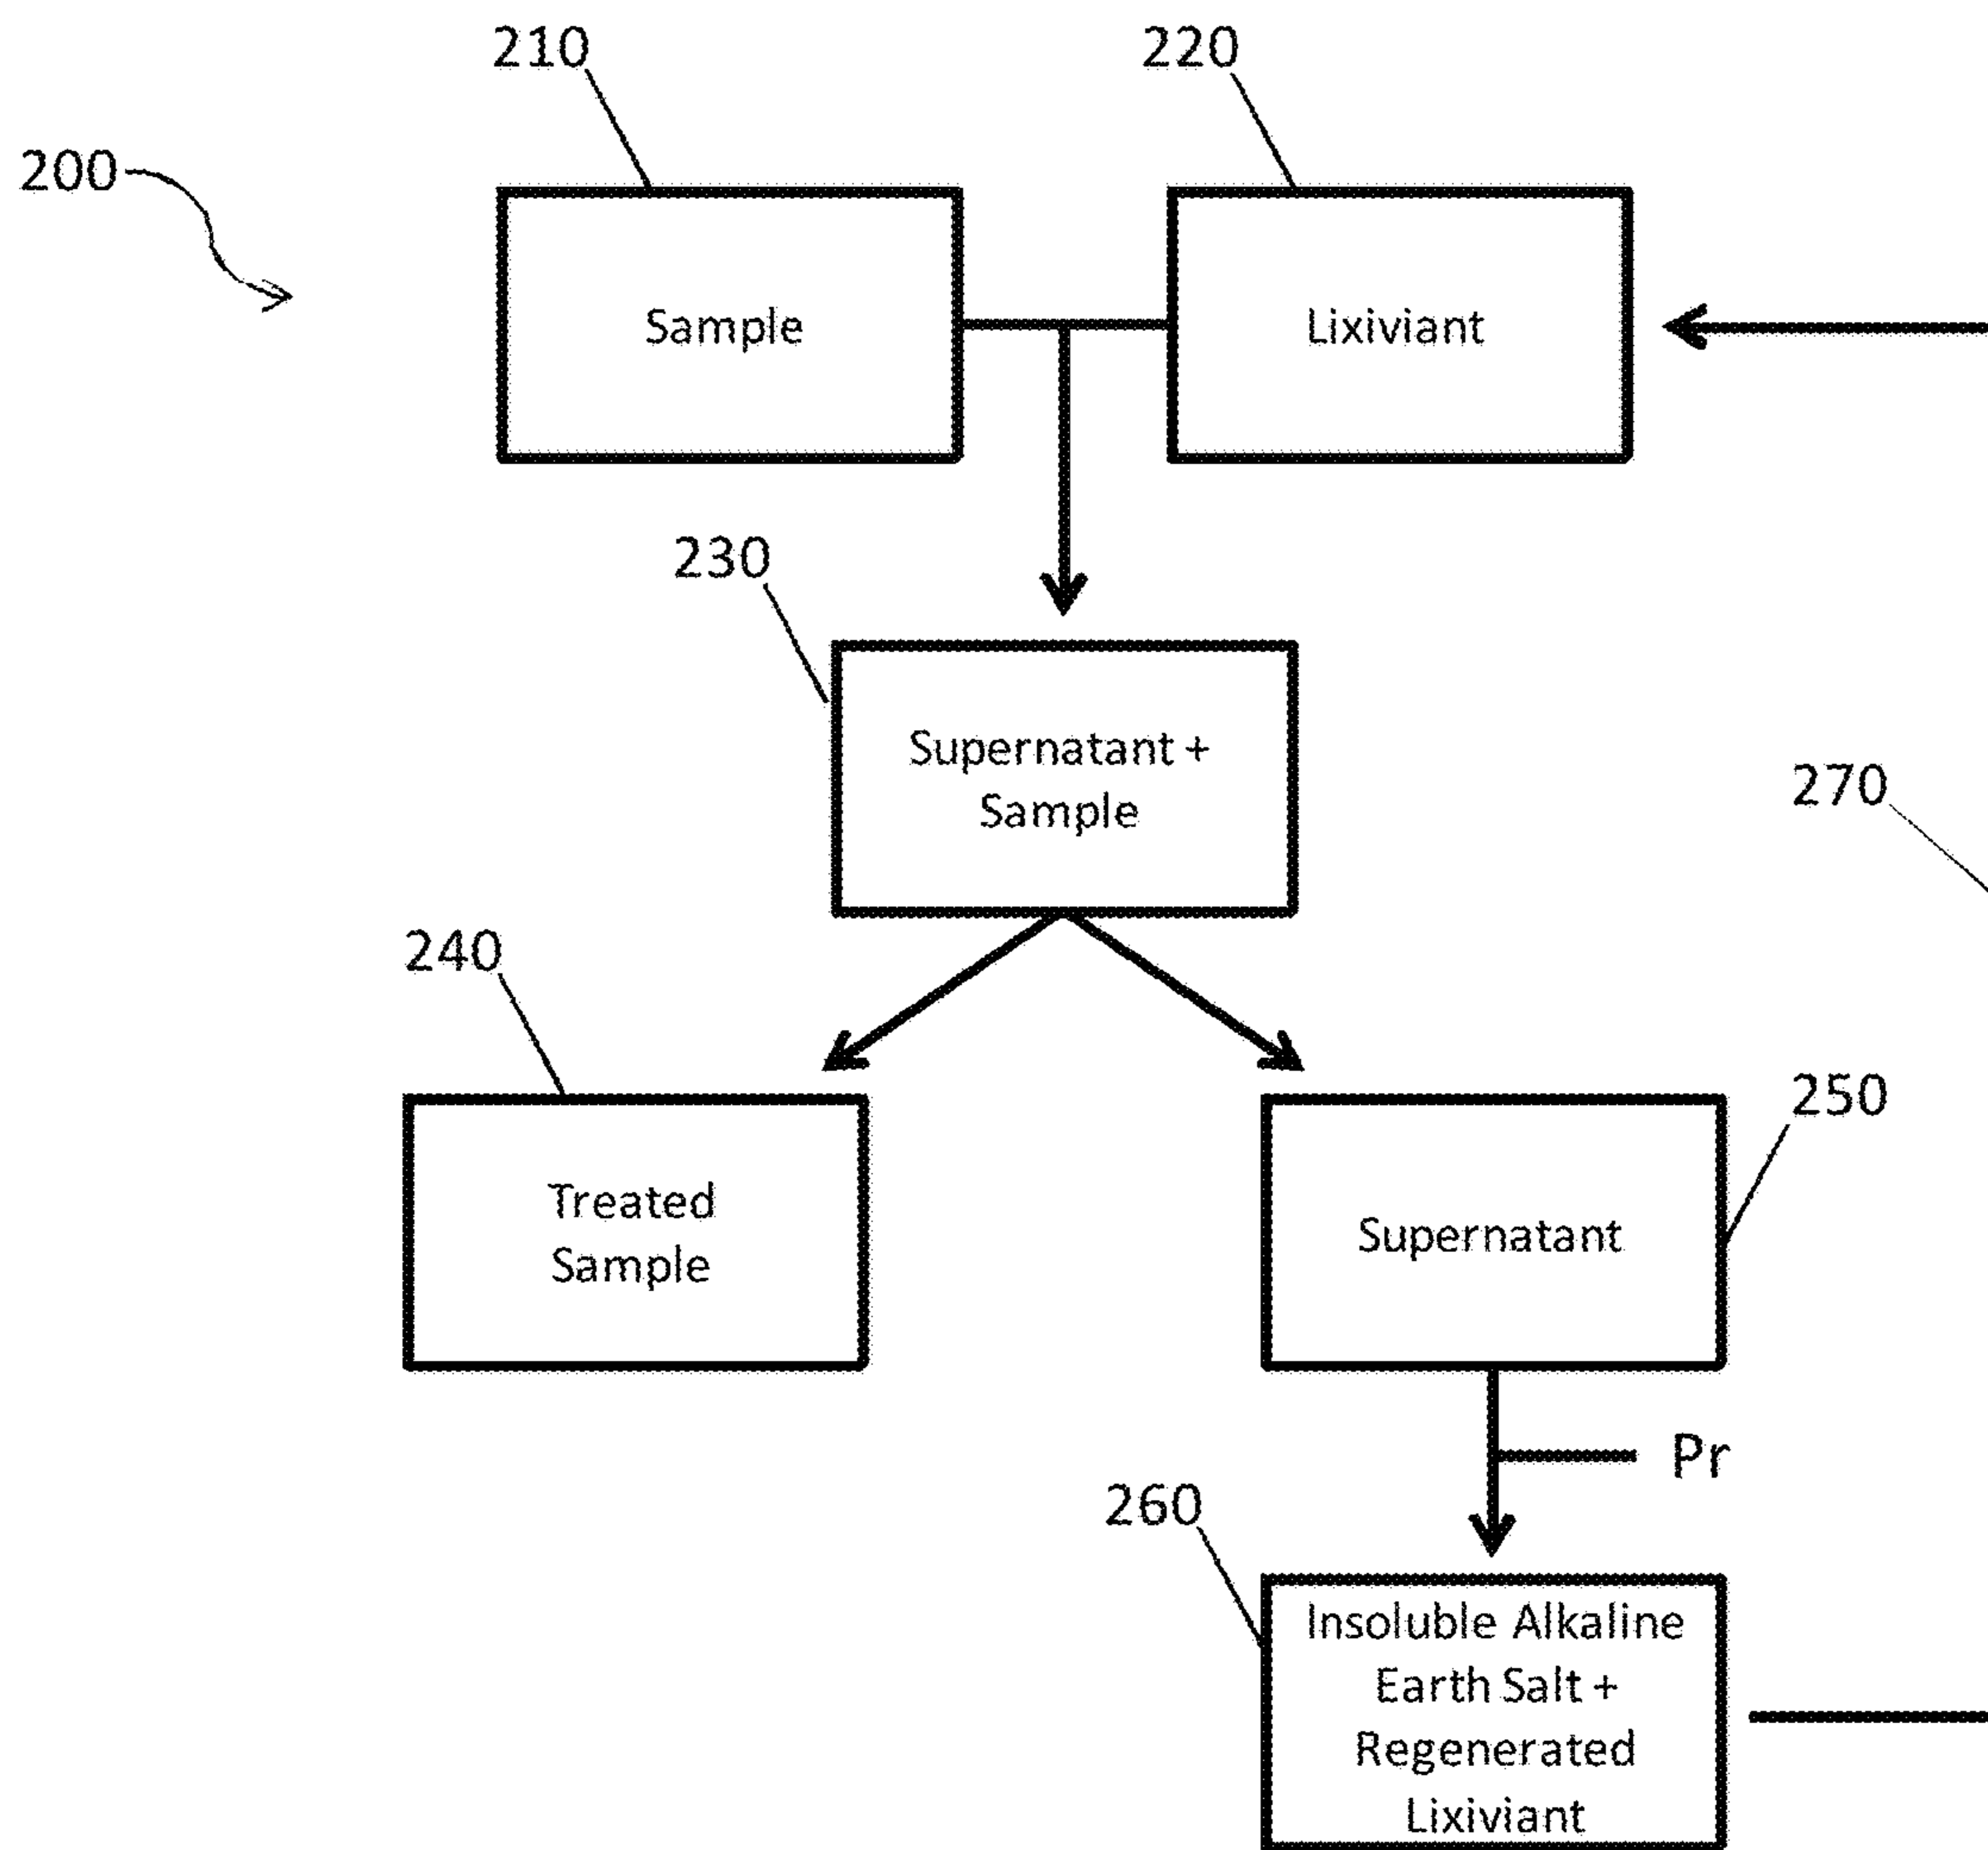 210
220
200
Sample
Lixiviant
230
Supernatant +
Sample
270
240
250
Treated
Sample
Supernatant
Pr
260
Insoluble Alkaline
Earth Salt +
Regenerated
Lixiviant